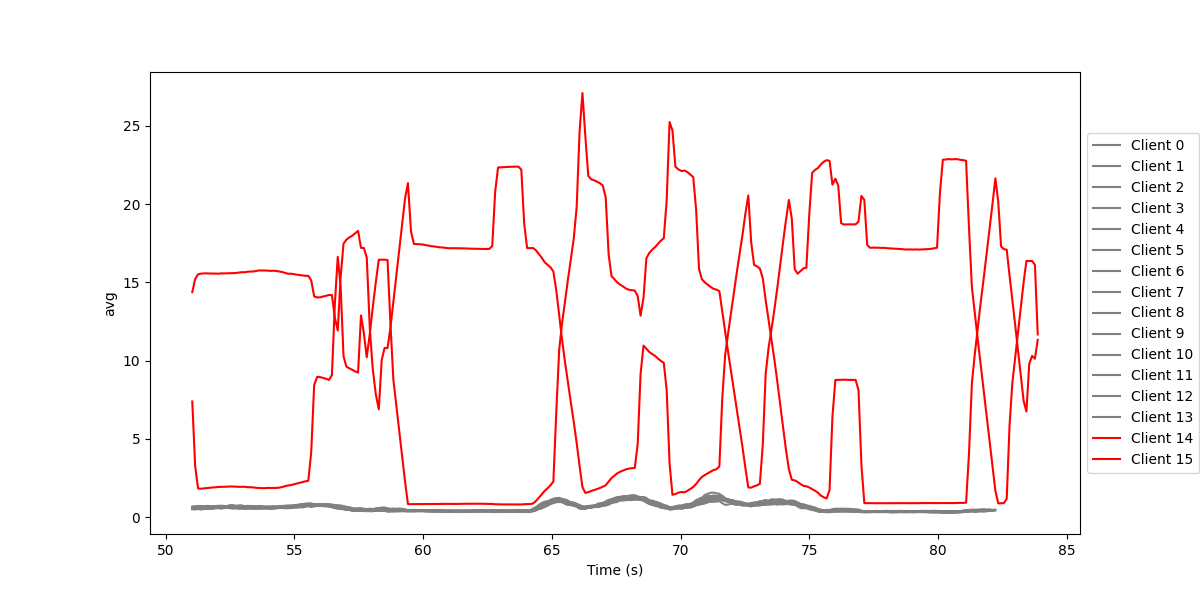 25
20
15
10
5
0
avg
50 55 60 65 70 75 80 85
Time (s)
Client 0
Client 1
Client 2
Client 3
Client 4
Client 5
Client 6
Client 7
Client 8
Client 9
Client 10
Client 11
Client 12
Client 13
Client 14
Client 15